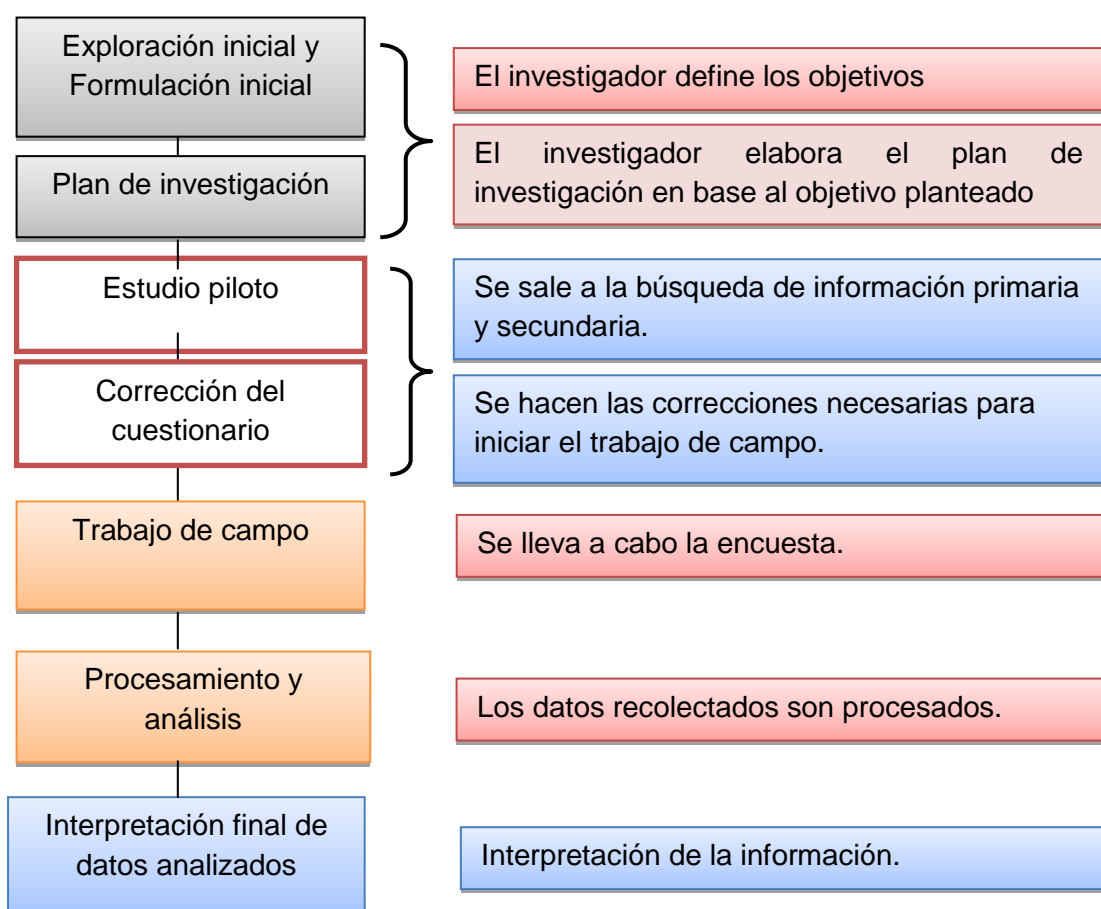 Exploración inicial y
Formulación inicial
El investigador define los objetivos
Plan de investigación
El investigador elabora el plan de
investigación en base al objetivo planteado
Estudio piloto
Se sale a la búsqueda de información primaria
y secundaria.
Corrección del
cuestionario
Se hacen las correcciones necesarias para
iniciar el trabajo de campo.
Trabajo de campo
Se lleva a cabo la encuesta.
Procesamiento y
análisis
Los datos recolectados son procesados.
Interpretación final de
datos analizados
Interpretación de la información.